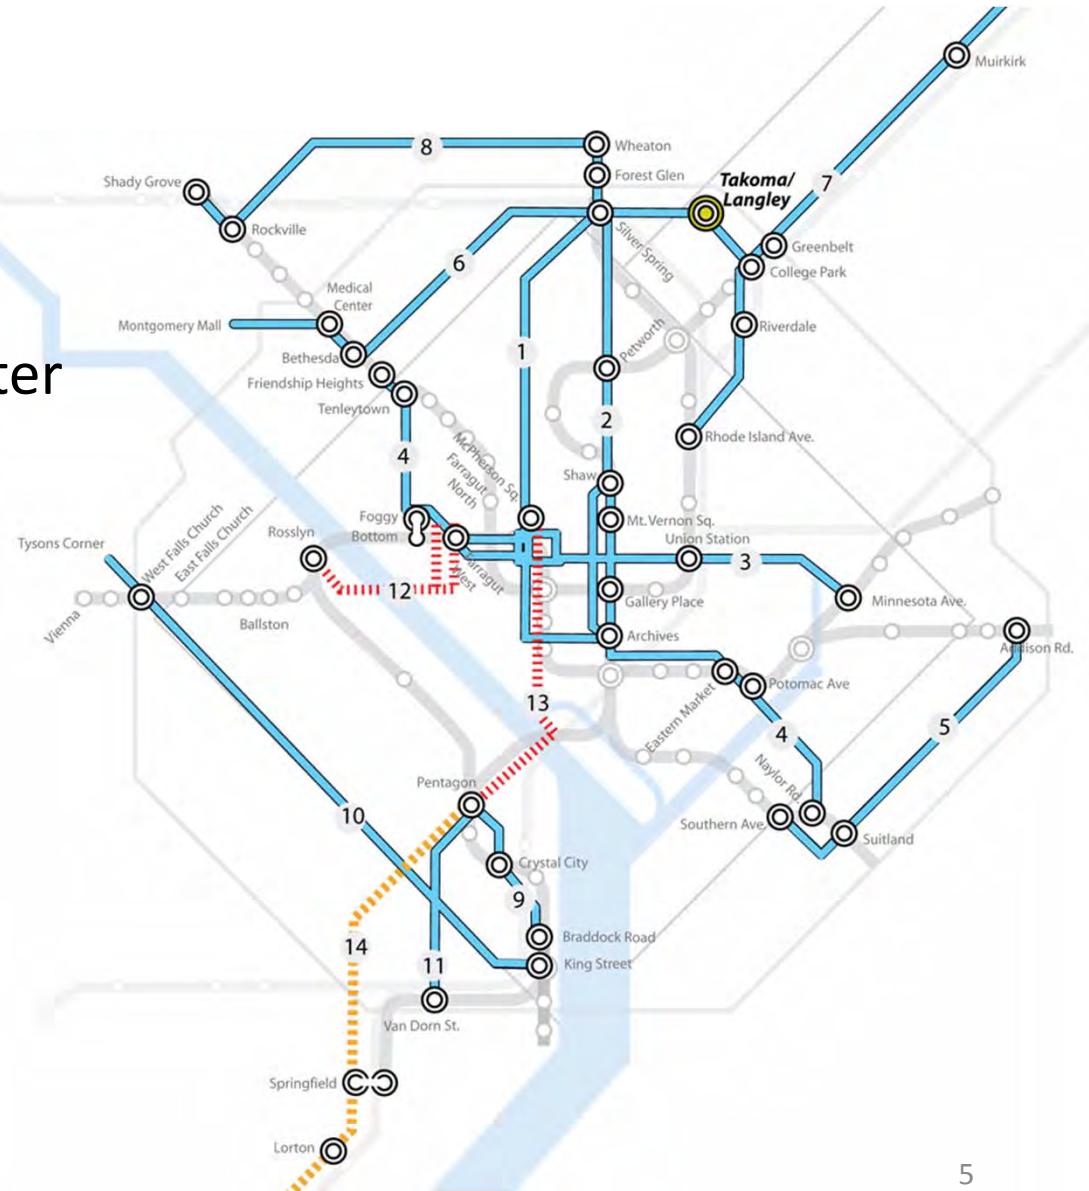 Muirkirk
8
Wheaton
Forest Glen
Shady Grove
Takoma/
Langley
7
Rockville
Silver Spring
Greenbelt
6
College Park
Medical
Center
Montgomery Mall
Petworth
Riverdale
Bethesda
1
ter
Friendship Heights
Tenleytown
2
Rhode Island Ave.
4
McPherson Sq.
Farragut
North
Shaw
Foggy
Bottom
Mt. Vernon Sq.
Union Station
Rosslyn
West Falls Church
East Falls Church
Tysons Corner
3
Farragut
West
12
Minnesota Ave.
Gallery Place
Vienna
Ballston
Archives
Addison Rd.
Eastern Market
Potomac Ave
13
4
5
Naylor Rd.
Pentagon
10
Southern Ave.
Suitland
Crystal City
9
Braddock Road
14
11
King Street
Van Dorn St.
Springfield
Lorton
5